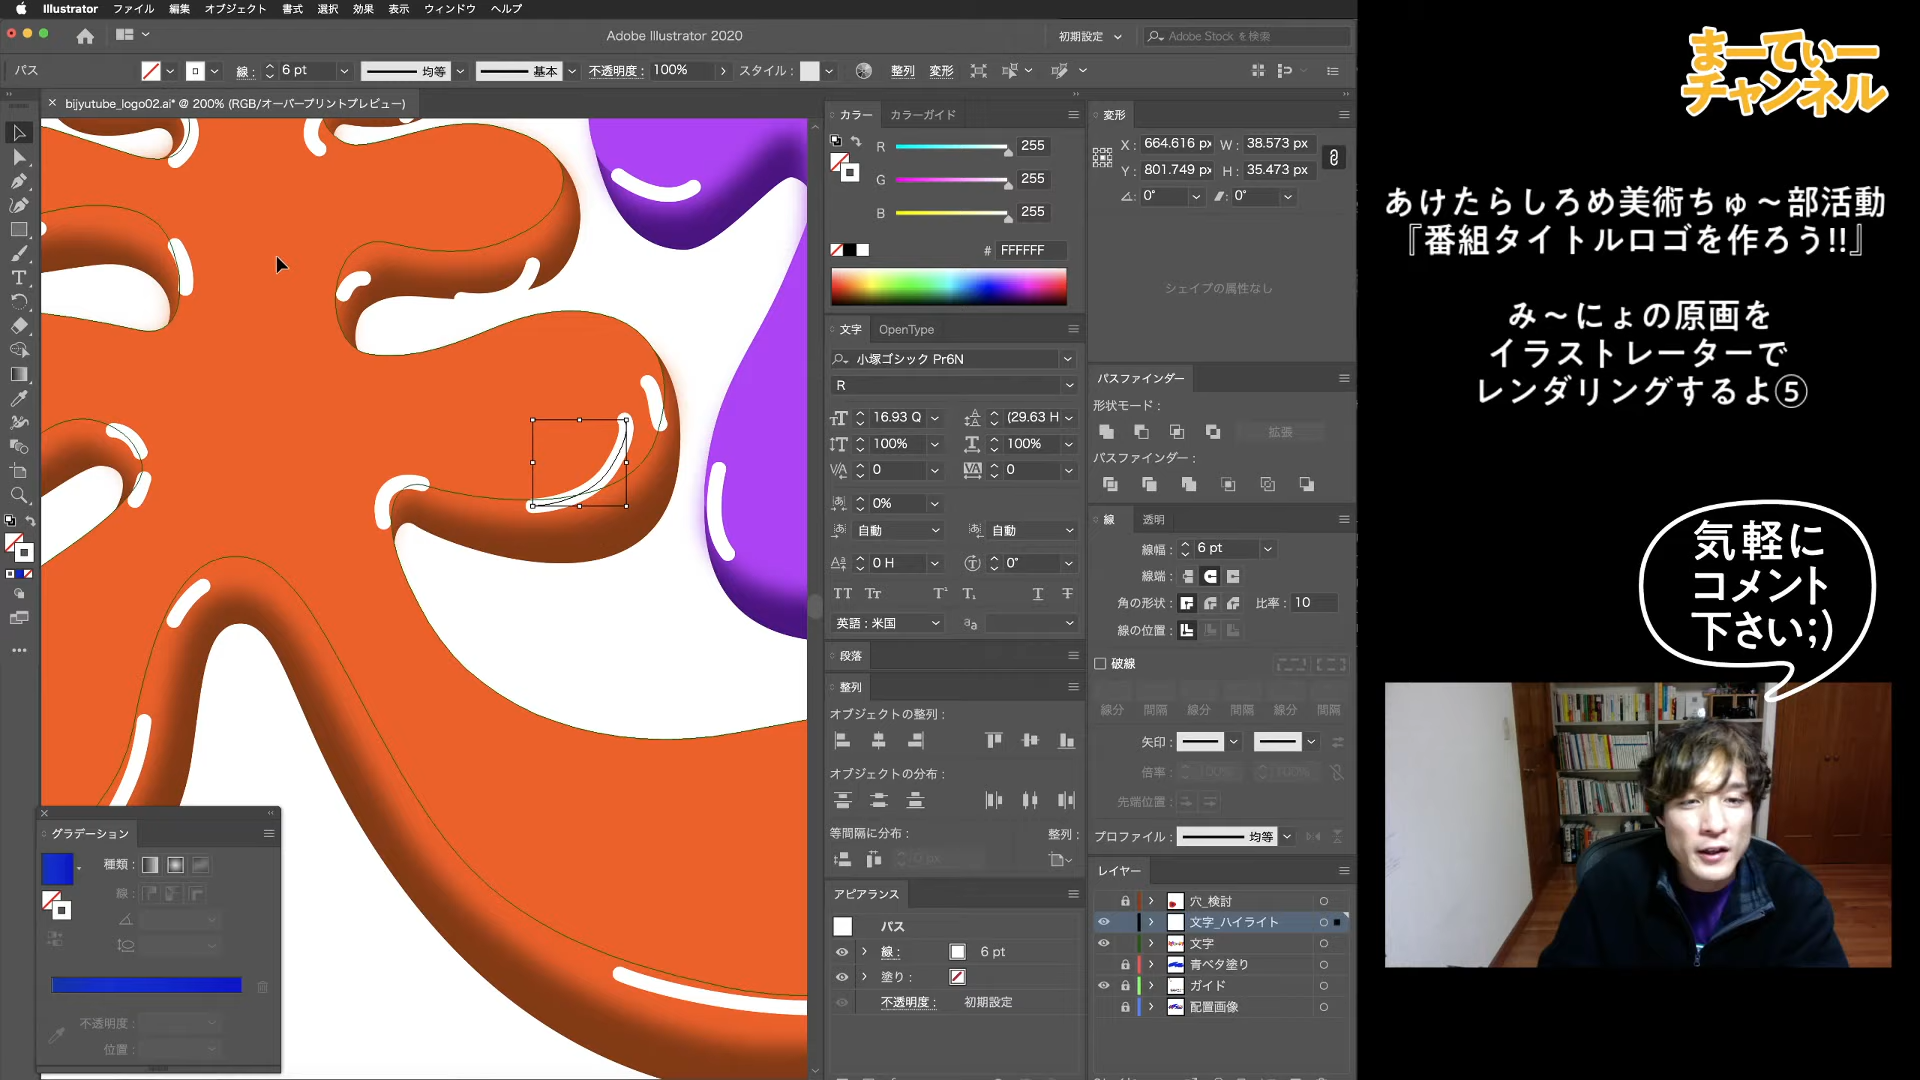 Illustrator ファイル 編集 オブジェクト 書式 選択 効果 表示 ウィンドウ ヘルプ
Adobe Illustrator 2020
初期設定
Adobe Stock を検索
パス
線: 6 pt 均等 基本 不透明度: 100% スタイル: 整列 変形
bijyutube_logo02.ai* @ 200% (RGB/オーバープリントプレビュー)
カラー カラーガイド
R 255
G 255
B 255
# FFFFFF
文字 OpenType
小塚ゴシック Pr6N
R
16.93 Q (29.63 H
100% 100%
0 0
0%
自動 自動
0 H 0°
英語:米国
段落
整列
オブジェクトの整列:
オブジェクトの分布:
等間隔に分布: 整列:
0 px
アピアランス
パス
線: 6 pt
塗り:
不透明度: 初期設定
変形
X: 664.616 px W: 38.573 px
Y: 801.749 px H: 35.473 px
0° 0°
シェイプの属性なし
パスファインダー
形状モード:
拡張
パスファインダー:
線 透明
線幅: 6 pt
線端:
角の形状: 比率: 10
線の位置:
破線
線分 間隔 線分 間隔 線分 間隔
矢印:
倍率: 100% 100%
先端位置:
プロファイル: 均等
レイヤー
穴_検討
文字_ハイライト
文字
青ベタ塗り
ガイド
配置画像
グラデーション
種類:
線:
不透明度:
位置:
まーてぃー
チャンネル
あけたらしろめ美術ちゅ~部活動
『番組タイトルロゴを作ろう!!』
み~にょの原画を
イラストレーターで
レンダリングするよ⑤
気軽に
コメント
下さい;)